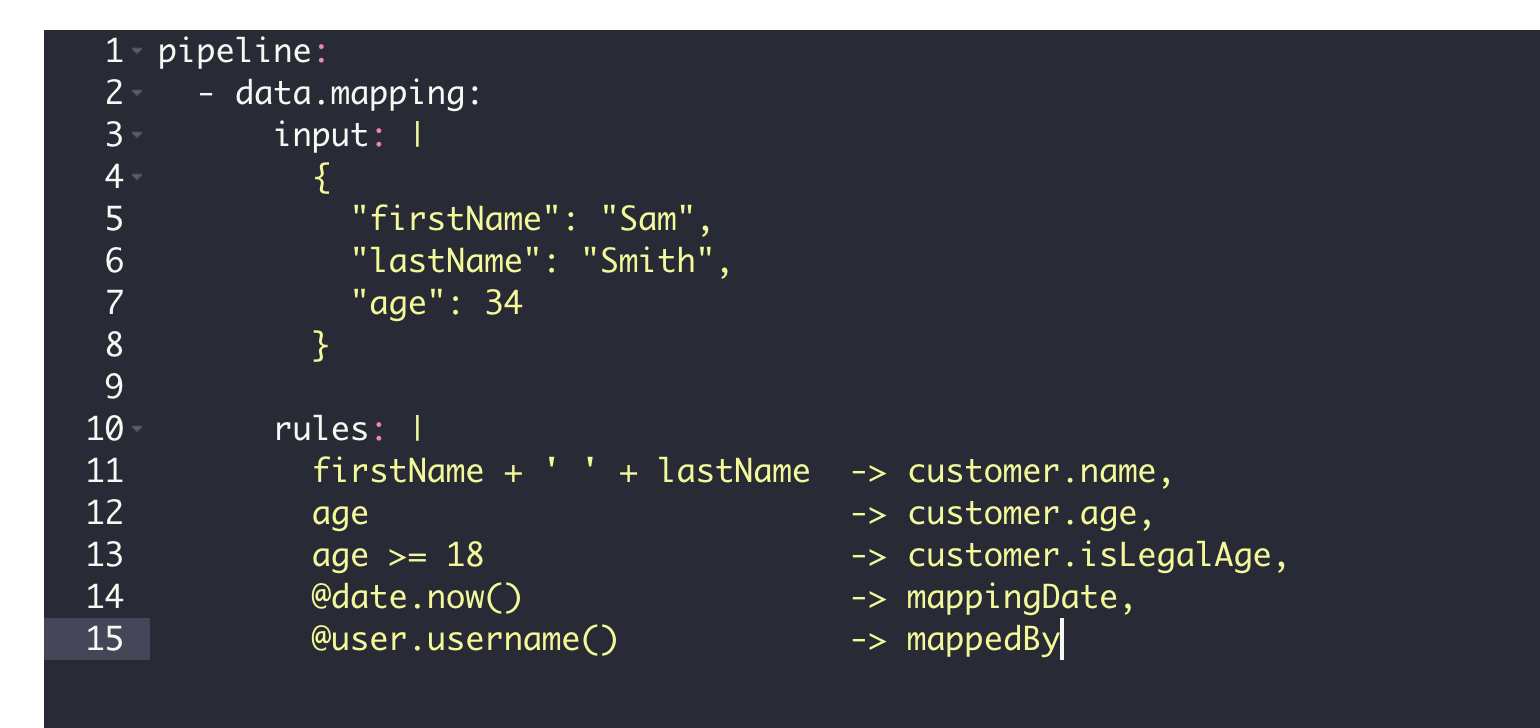 1 pipeline:
2   - data.mapping:
3       input: |
4         {
5           "firstName": "Sam",
6           "lastName": "Smith",
7           "age": 34
8         }
9
10       rules: |
11         firstName + ' ' + lastName  -> customer.name,
12         age                         -> customer.age,
13         age >= 18                   -> customer.isLegalAge,
14         @date.now()                 -> mappingDate,
15         @user.username()            -> mappedBy